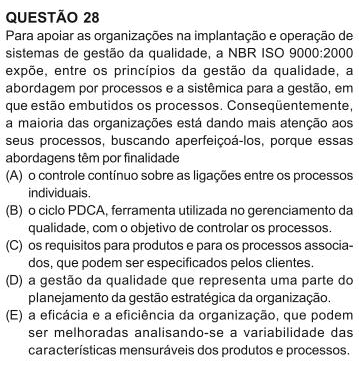 QUESTÃO 28
Para apoiar as organizações na implantação e operação de
sistemas de gestão da qualidade, a NBR ISO 9000:2000
expõe, entre os princípios da gestão da qualidade, a
abordagem por processos e a sistêmica para a gestão, em
que estão embutidos os processos. Conseqüentemente,
a maioria das organizações está dando mais atenção aos
seus processos, buscando aperfeiçoá-los, porque essas
abordagens têm por finalidade
(A) o controle contínuo sobre as ligações entre os processos
individuais.
(B) o ciclo PDCA, ferramenta utilizada no gerenciamento da
qualidade, com o objetivo de controlar os processos.
(C) os requisitos para produtos e para os processos associa-
dos, que podem ser especificados pelos clientes.
(D) a gestão da qualidade que representa uma parte do
planejamento da gestão estratégica da organização.
(E) a eficácia e a eficiência da organização, que podem
ser melhoradas analisando-se a variabilidade das
características mensuráveis dos produtos e processos.